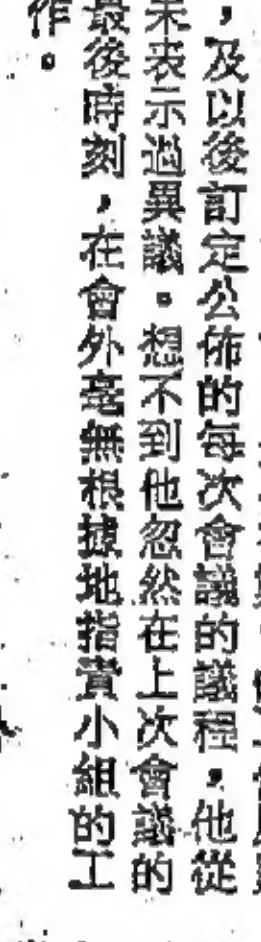 ，及以後訂定公佈的每次會議的議程，他從
未表示過異議。想不到他忽然在上次會議的
最後時刻，在會外毫無根據地指責小組的工
作。